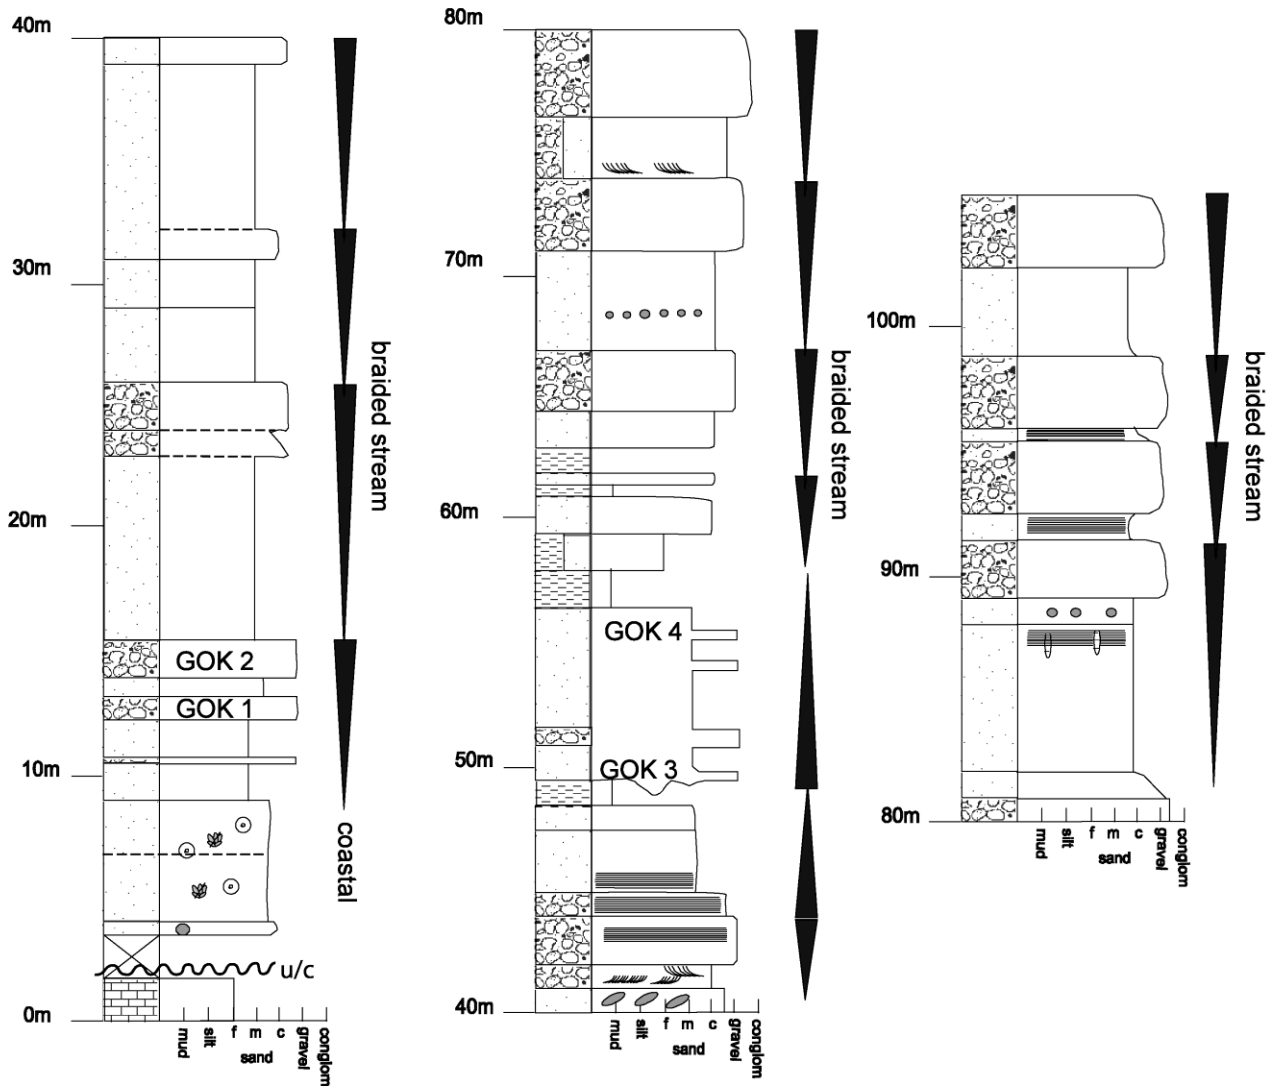 40m
30m
braided stream
20m
GOK 2
GOK 1
10m
coastal
u/c
0m
mud silt f m c gravel conglom
sand
80m
70m
braided stream
60m
GOK 4
50m
GOK 3
40m
mud silt f m c gravel conglom
sand
100m
braided stream
90m
80m
mud silt f m c gravel conglom
sand